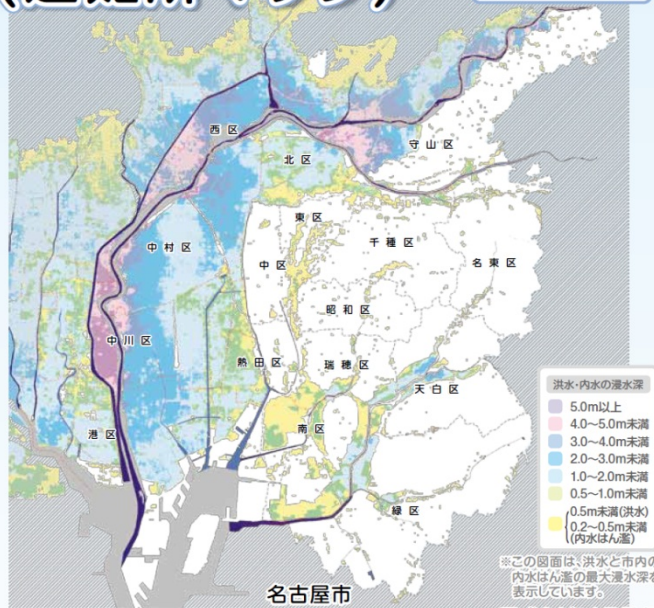 西区
北区
守山区
東区
千種区
中村区
中区
名東区
昭和区
中川区
熱田区
瑞穂区
天白区
港区
南区
緑区
名古屋市
洪水・内水の浸水深
5.0m以上
4.0〜5.0m未満
3.0〜4.0m未満
2.0〜3.0m未満
1.0〜2.0m未満
0.5〜1.0m未満
0.5m未満(洪水)
0.2〜0.5m未満
(内水はん濫)
※この図面は、洪水と市内の
内水はん濫の最大浸水深を
表示しています。